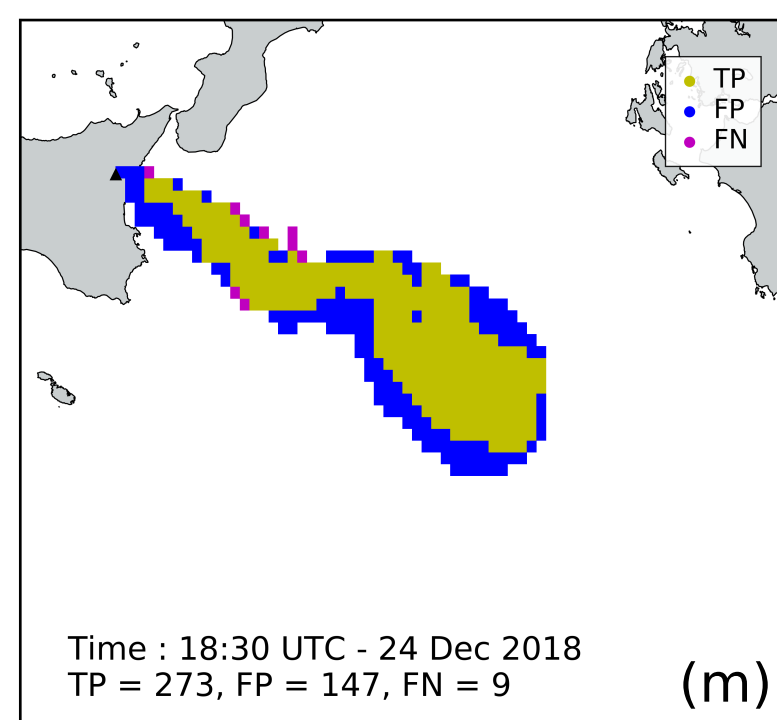 TP
FP
FN
Time : 18:30 UTC - 24 Dec 2018
TP = 273, FP = 147, FN = 9
(m)